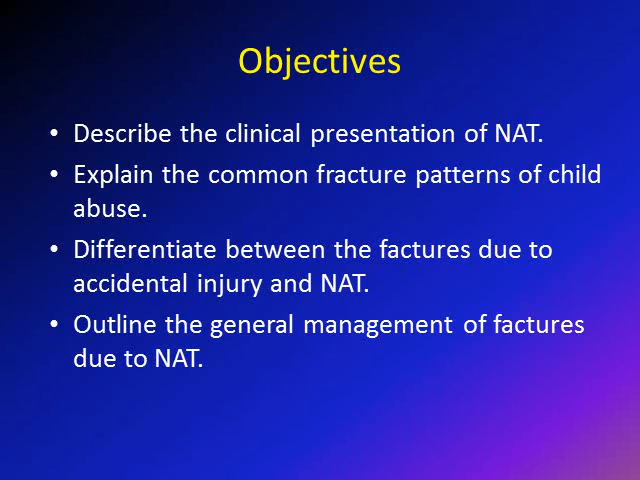 Objectives
• Describe the clinical presentation of NAT.
• Explain the common fracture patterns of child
abuse.
• Differentiate between the factures due to
accidental injury and NAT.
• Outline the general management of factures
due to NAT.